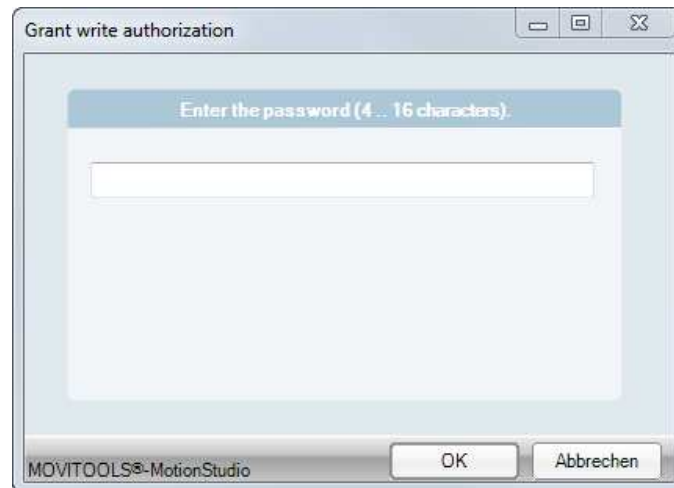 Grant write authorization
Enter the password (4 .. 16 characters).
MOVITOOLS®-MotionStudio
OK
Abbrechen